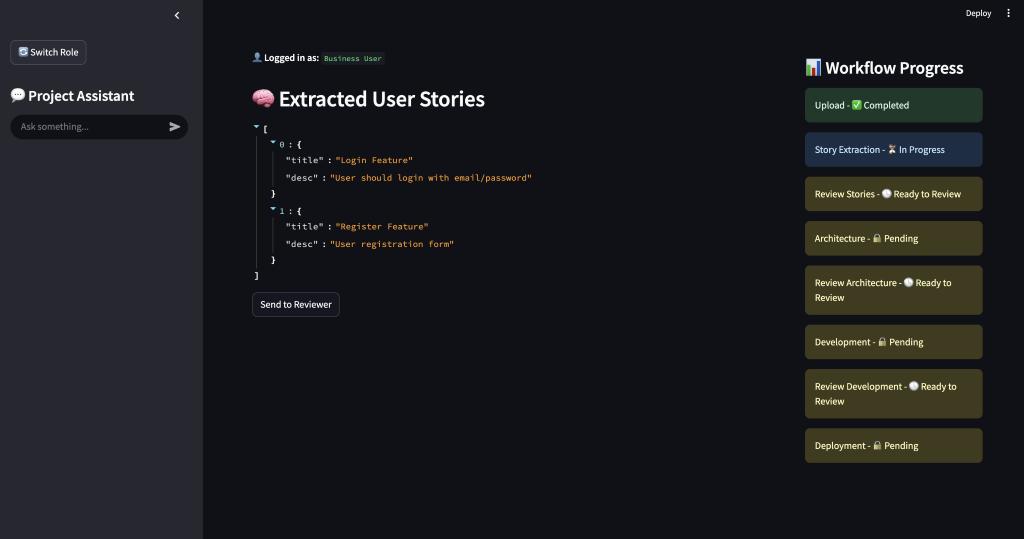 Deploy
Switch Role
Project Assistant
Ask something...
Logged in as: Business User
Extracted User Stories
[
0 : {
"title" : "Login Feature"
"desc" : "User should login with email/password"
}
1 : {
"title" : "Register Feature"
"desc" : "User registration form"
}
]
Send to Reviewer
Workflow Progress
Upload - ✅ Completed
Story Extraction - ⏳ In Progress
Review Stories - 🕒 Ready to Review
Architecture - 🔒 Pending
Review Architecture - 🕒 Ready to
Review
Development - 🔒 Pending
Review Development - 🕒 Ready to
Review
Deployment - 🔒 Pending